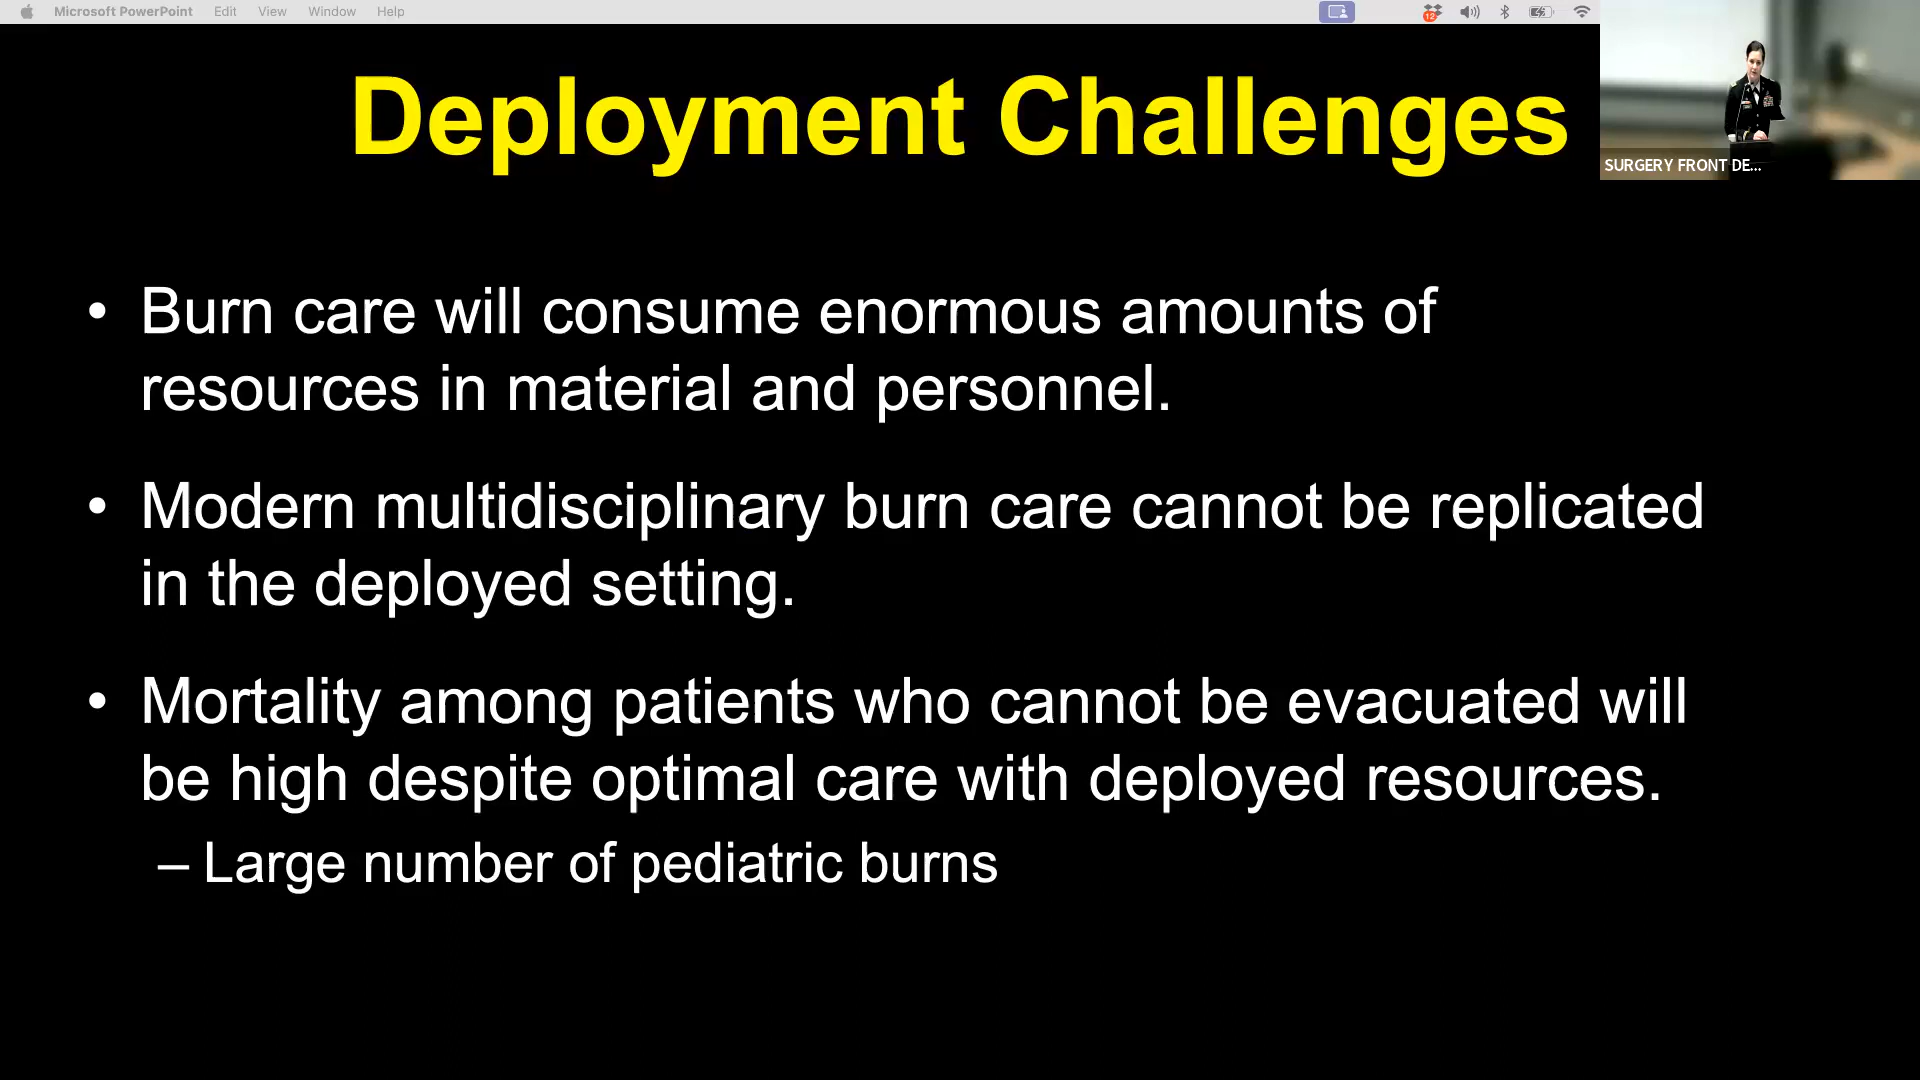 Microsoft PowerPoint Edit View Window Help
12
Deployment Challenges
SURGERY FRONT DE...
• Burn care will consume enormous amounts of
resources in material and personnel.
• Modern multidisciplinary burn care cannot be replicated
in the deployed setting.
• Mortality among patients who cannot be evacuated will
be high despite optimal care with deployed resources.
– Large number of pediatric burns